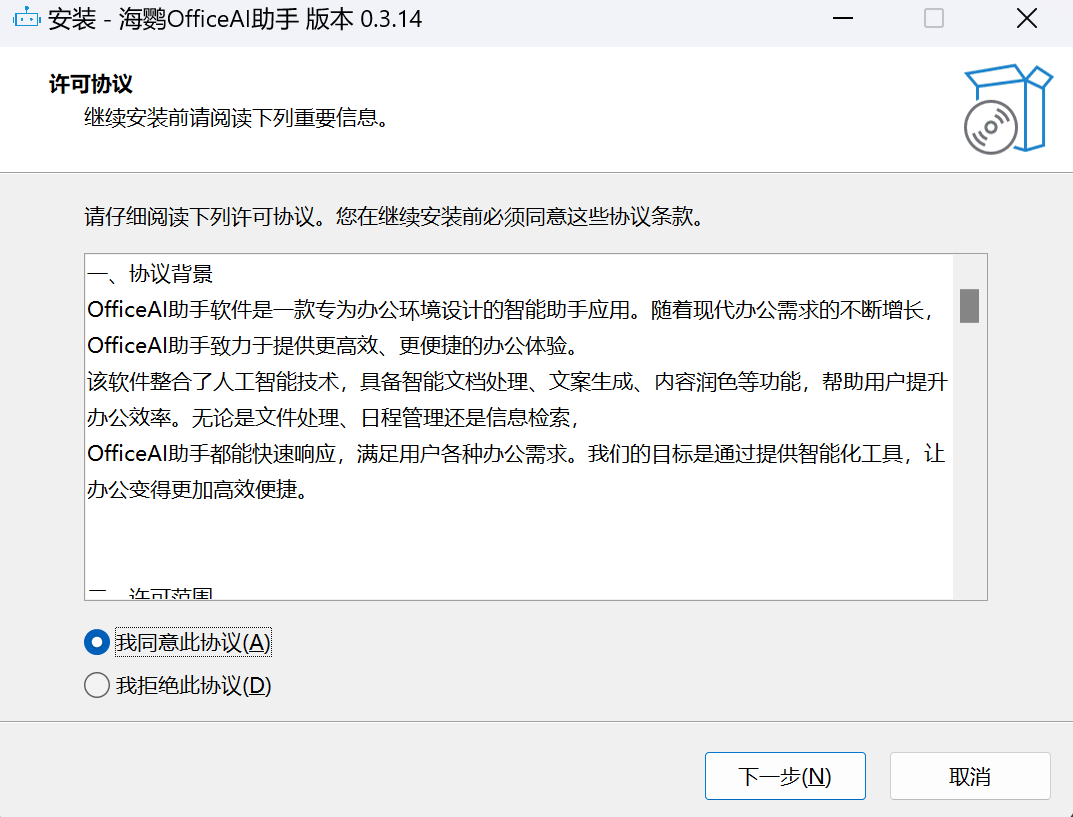 安装 - 海鹦OfficeAI助手 版本 0.3.14
许可协议
继续安装前请阅读下列重要信息。
请仔细阅读下列许可协议。您在继续安装前必须同意这些协议条款。
一、协议背景
OfficeAI助手软件是一款专为办公环境设计的智能助手应用。随着现代办公需求的不断增长，
OfficeAI助手致力于提供更高效、更便捷的办公体验。
该软件整合了人工智能技术，具备智能文档处理、文案生成、内容润色等功能，帮助用户提升
办公效率。无论是文件处理、日程管理还是信息检索，
OfficeAI助手都能快速响应，满足用户各种办公需求。我们的目标是通过提供智能化工具，让
办公变得更加高效便捷。
二、许可范围
我同意此协议(A)
我拒绝此协议(D)
下一步(N)
取消